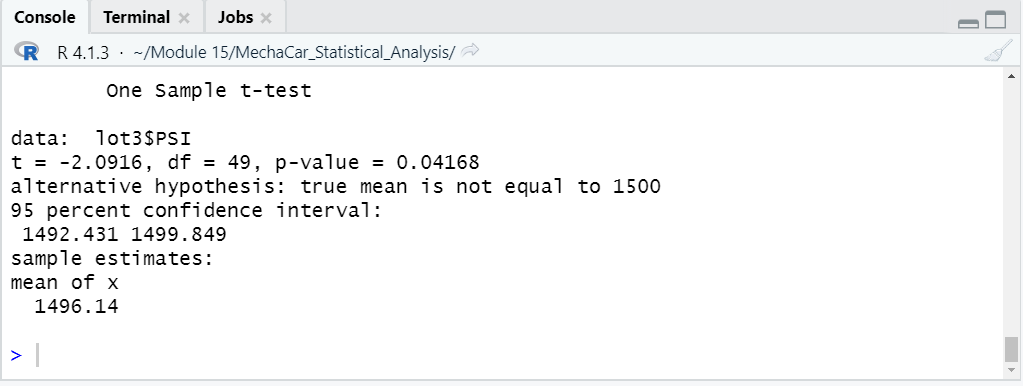 Console Terminal Jobs
R R 4.1.3 · ~/Module 15/MechaCar_Statistical_Analysis/
One Sample t-test
data: lot3$PSI
t = -2.0916, df = 49, p-value = 0.04168
alternative hypothesis: true mean is not equal to 1500
95 percent confidence interval:
1492.431 1499.849
sample estimates:
mean of x
1496.14
>